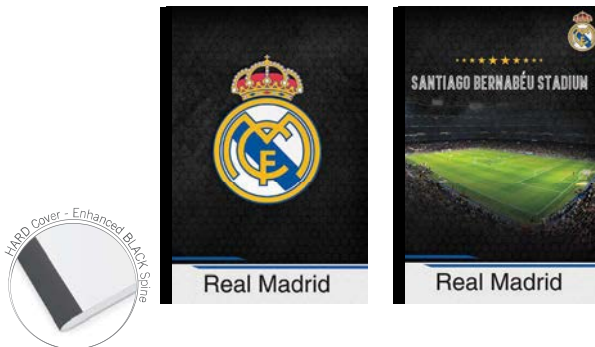 HARD Cover - Enhanced BLACK Spine
Real Madrid
SANTIAGO BERNABÉU STADIUM
Real Madrid